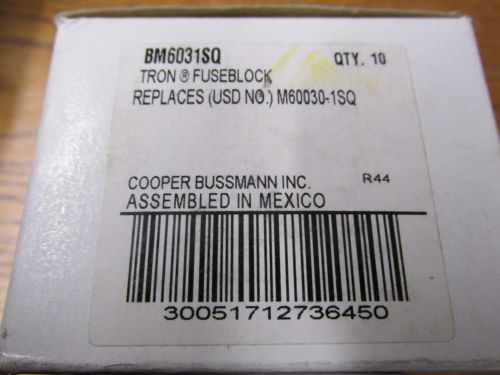 BM6031SQ QTY. 10
TRON ® FUSEBLOCK
REPLACES (USD NO.) M60030-1SQ
COOPER BUSSMANN INC. R44
ASSEMBLED IN MEXICO
30051712736450